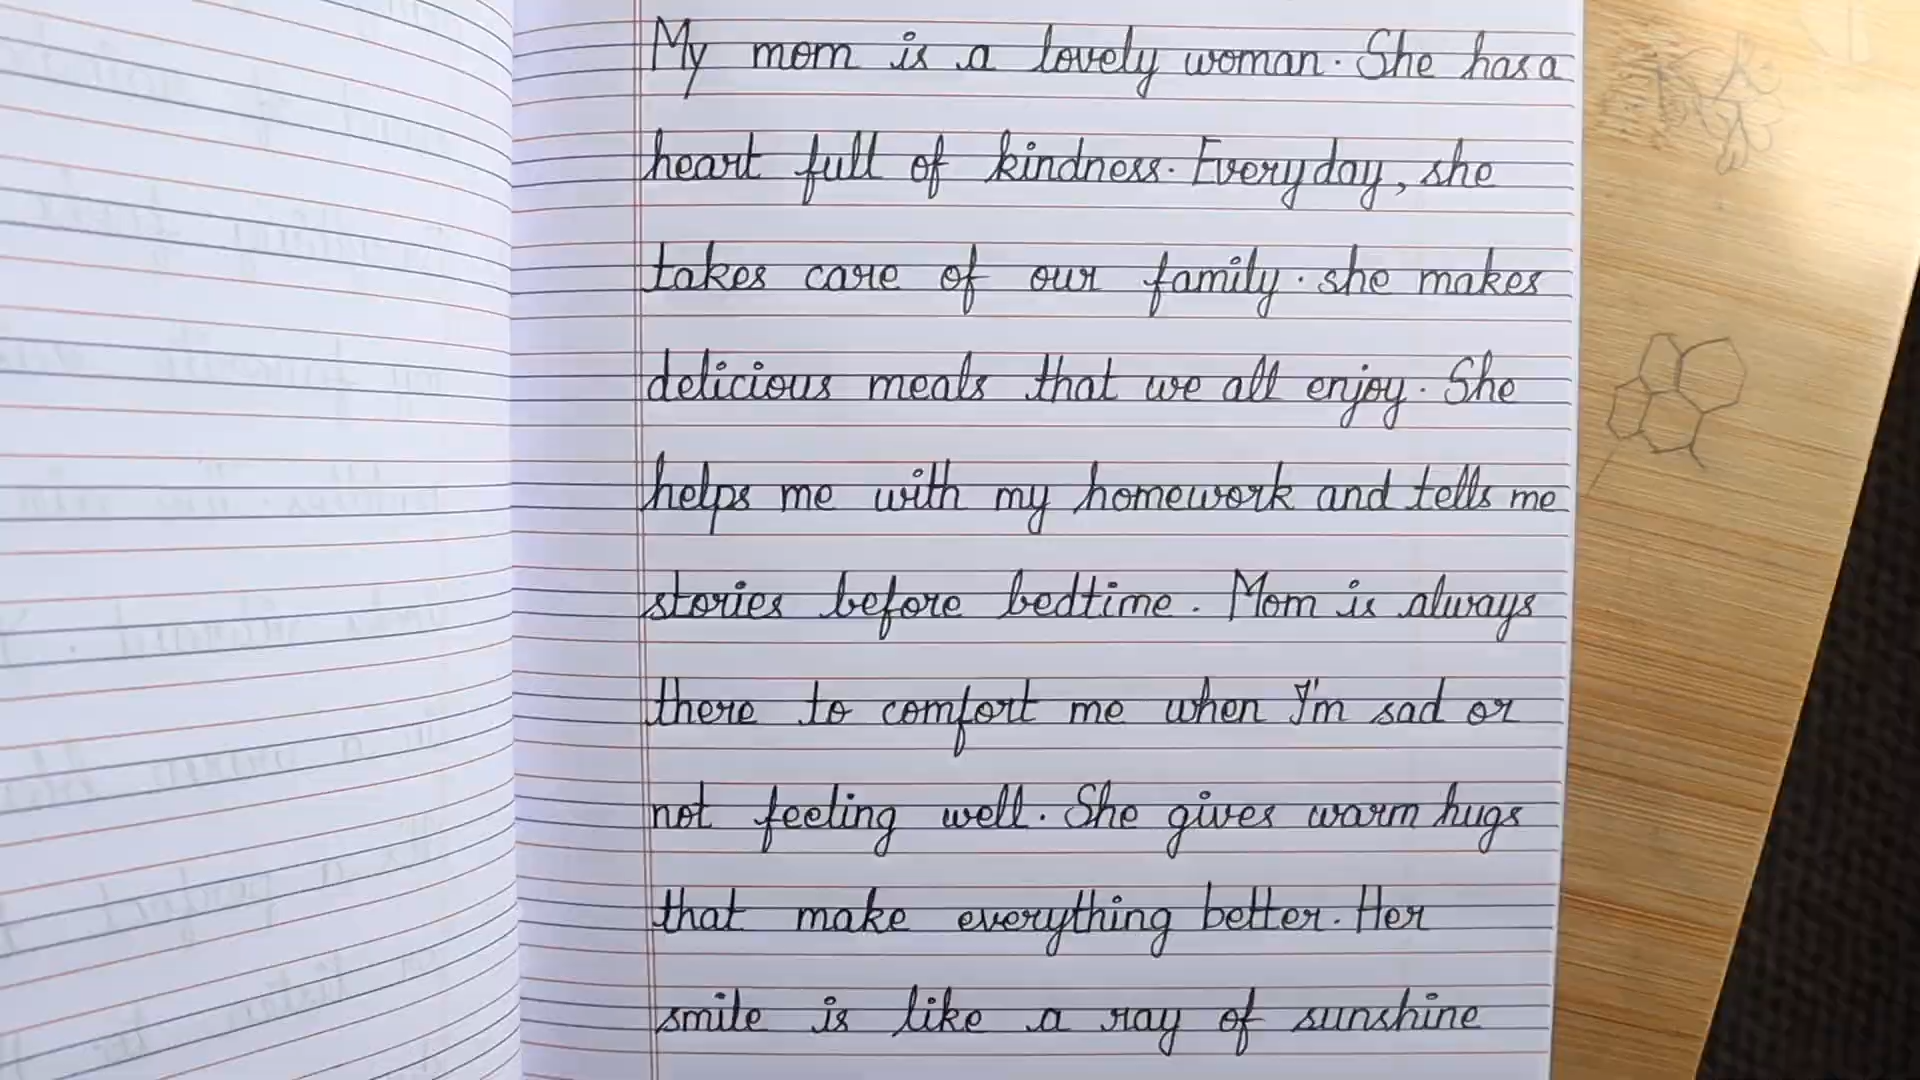 My mom is a lovely woman. She has a
heart full of kindness. Everyday, she
takes care of our family. she makes
delicious meals that we all enjoy. She
helps me with my homework and tells me
stories before bedtime. Mom is always
there to comfort me when I'm sad or
not feeling well. She gives warm hugs
that make everything better. Her
smile is like a ray of sunshine